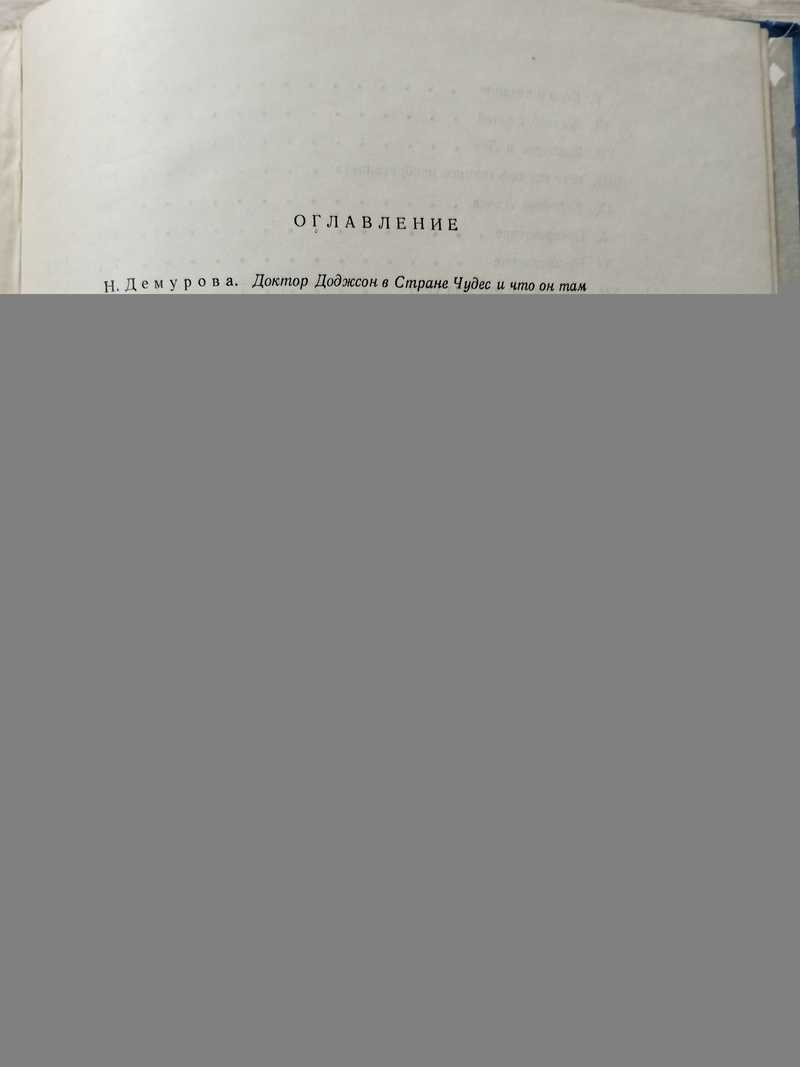 ОГЛАВЛЕНИЕ
Н. Демурова. Доктор Доджсон в Стране Чудес и что он там